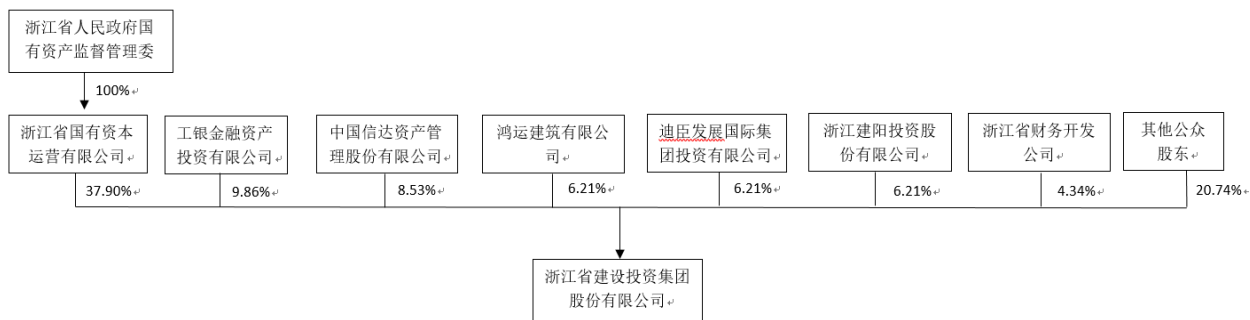 浙江省人民政府国
有资产监督管理委
100%
浙江省国有资本
运营有限公司
工银金融资产
投资有限公司
中国信达资产管
理股份有限公司
鸿运建筑有限公
司
迪臣发展国际集
团投资有限公司
浙江建阳投资股
份有限公司
浙江省财务开发
公司
其他公众
股东
37.90%
9.86%
8.53%
6.21%
6.21%
6.21%
4.34%
20.74%
浙江省建设投资集团
股份有限公司